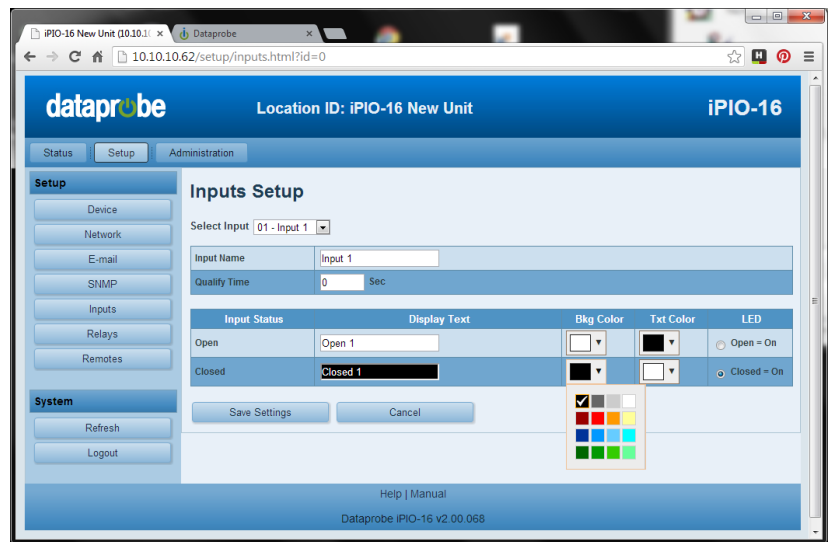 iPIO-16 New Unit (10.10.1(
Dataprobe
10.10.10.62/setup/inputs.html?id=0
dataprobe
Location ID: iPIO-16 New Unit
iPIO-16
Status
Setup
Administration
Setup
Device
Network
E-mail
SNMP
Inputs
Relays
Remotes
System
Refresh
Logout
Inputs Setup
Select Input 01 - Input 1
Input Name Input 1
Qualify Time 0 Sec
Input Status Display Text Bkg Color Txt Color LED
Open Open 1 Open = On
Closed Closed 1 Closed = On
Save Settings Cancel
Help | Manual
Dataprobe iPIO-16 v2.00.068